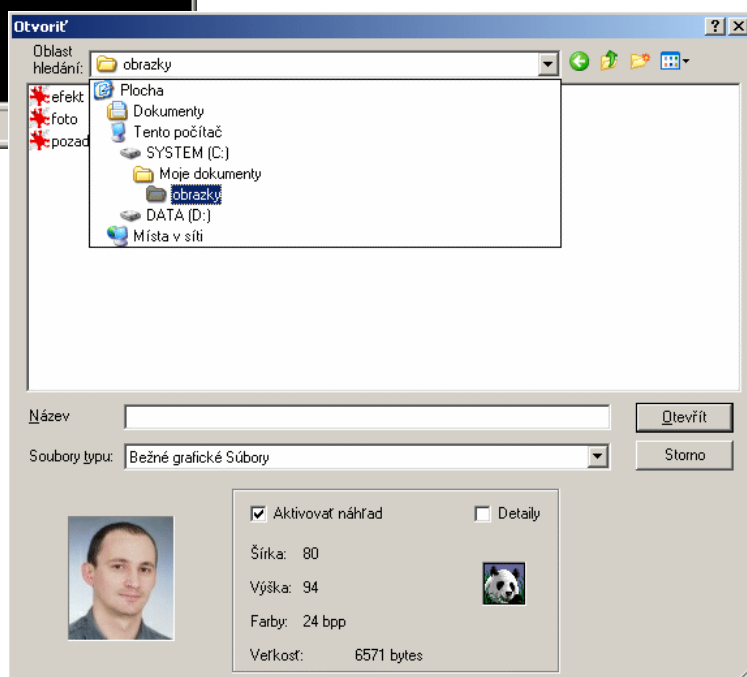 Otvoriť
Oblast
hledání: obrazky
Plocha
Dokumenty
Tento počítač
SYSTEM (C:)
Moje dokumenty
obrazky
DATA (D:)
Místa v síti
efekt
foto
pozad
Název
Otevřít
Soubory typu: Bežné grafické Súbory
Storno
Aktivovať náhľad
Detaily
Šírka: 80
Výška: 94
Farby: 24 bpp
Veľkosť: 6571 bytes